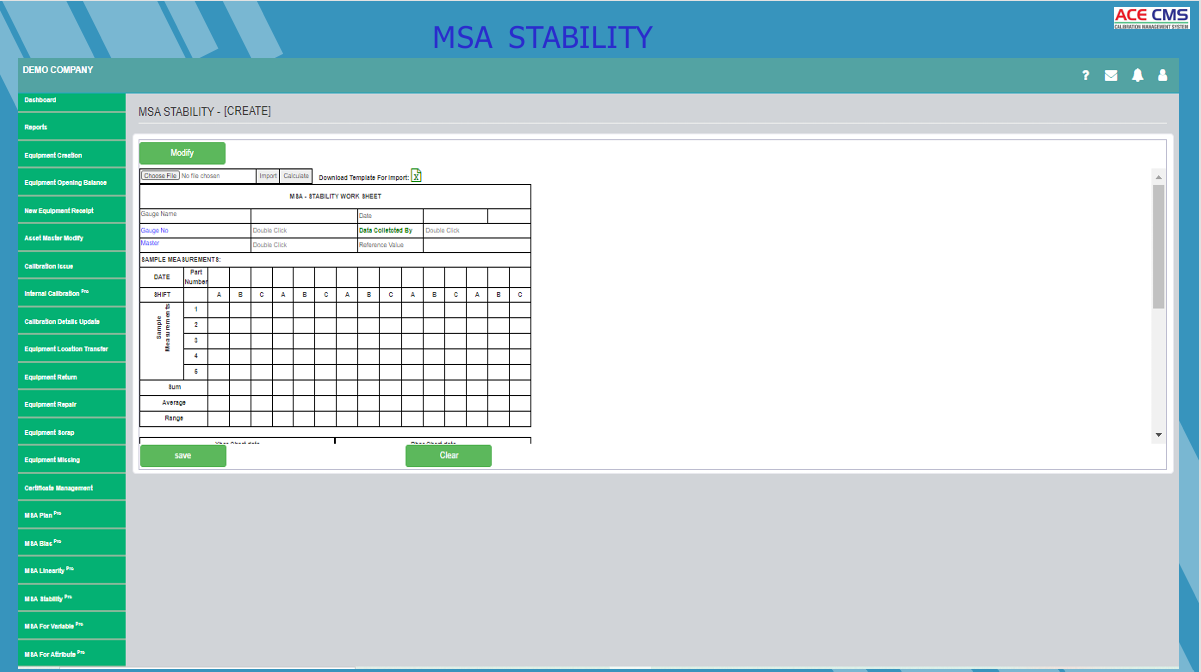 ACE CMS
CALIBRATION MANAGEMENT SYSTEM
MSA STABILITY
DEMO COMPANY
?
Dashboard
Reports
Equipment Creation
Equipment Opening Balance
New Equipment Receipt
Asset Master Modify
Calibration Issue
Internal Calibration Pro
Calibration Details Update
Equipment Location Transfer
Equipment Return
Equipment Repair
Equipment Scrap
Equipment Missing
Certificate Management
MSA Plan Pro
MSA Bias Pro
MSA Linearity Pro
MSA Stability Pro
MSA For Variable Pro
MSA For Attribute Pro
MSA STABILITY - [CREATE]
Modify
Choose File No file chosen Import Calculate Download Template For Import:
MSA - STABILITY WORK SHEET
Gauge Name Date
Gauge No Double Click Data Colletoted By Double Click
Master Double Click Reference Value
SAMPLE MEASUREMENTS:
DATE Part Number
SHIFT A B C A B C A B C A B C A B C
Sample Measurements
1
2
3
4
5
Sum
Average
Range
save Clear